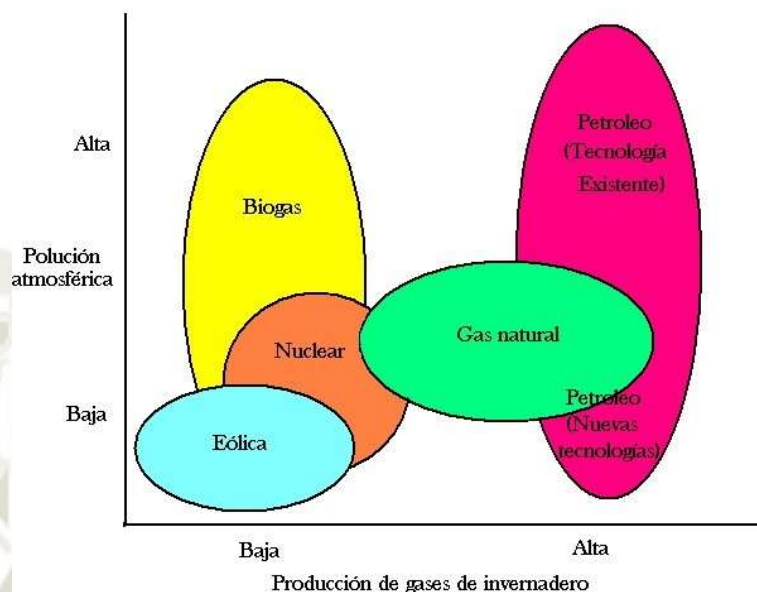 Alta
Polución
atmosférica
Baja
Petroleo
(Tecnología
Existente)
Biogas
Gas natural
Nuclear
Petroleo
(Nuevas
tecnologías)
Eólica
Baja
Alta
Producción de gases de invernadero